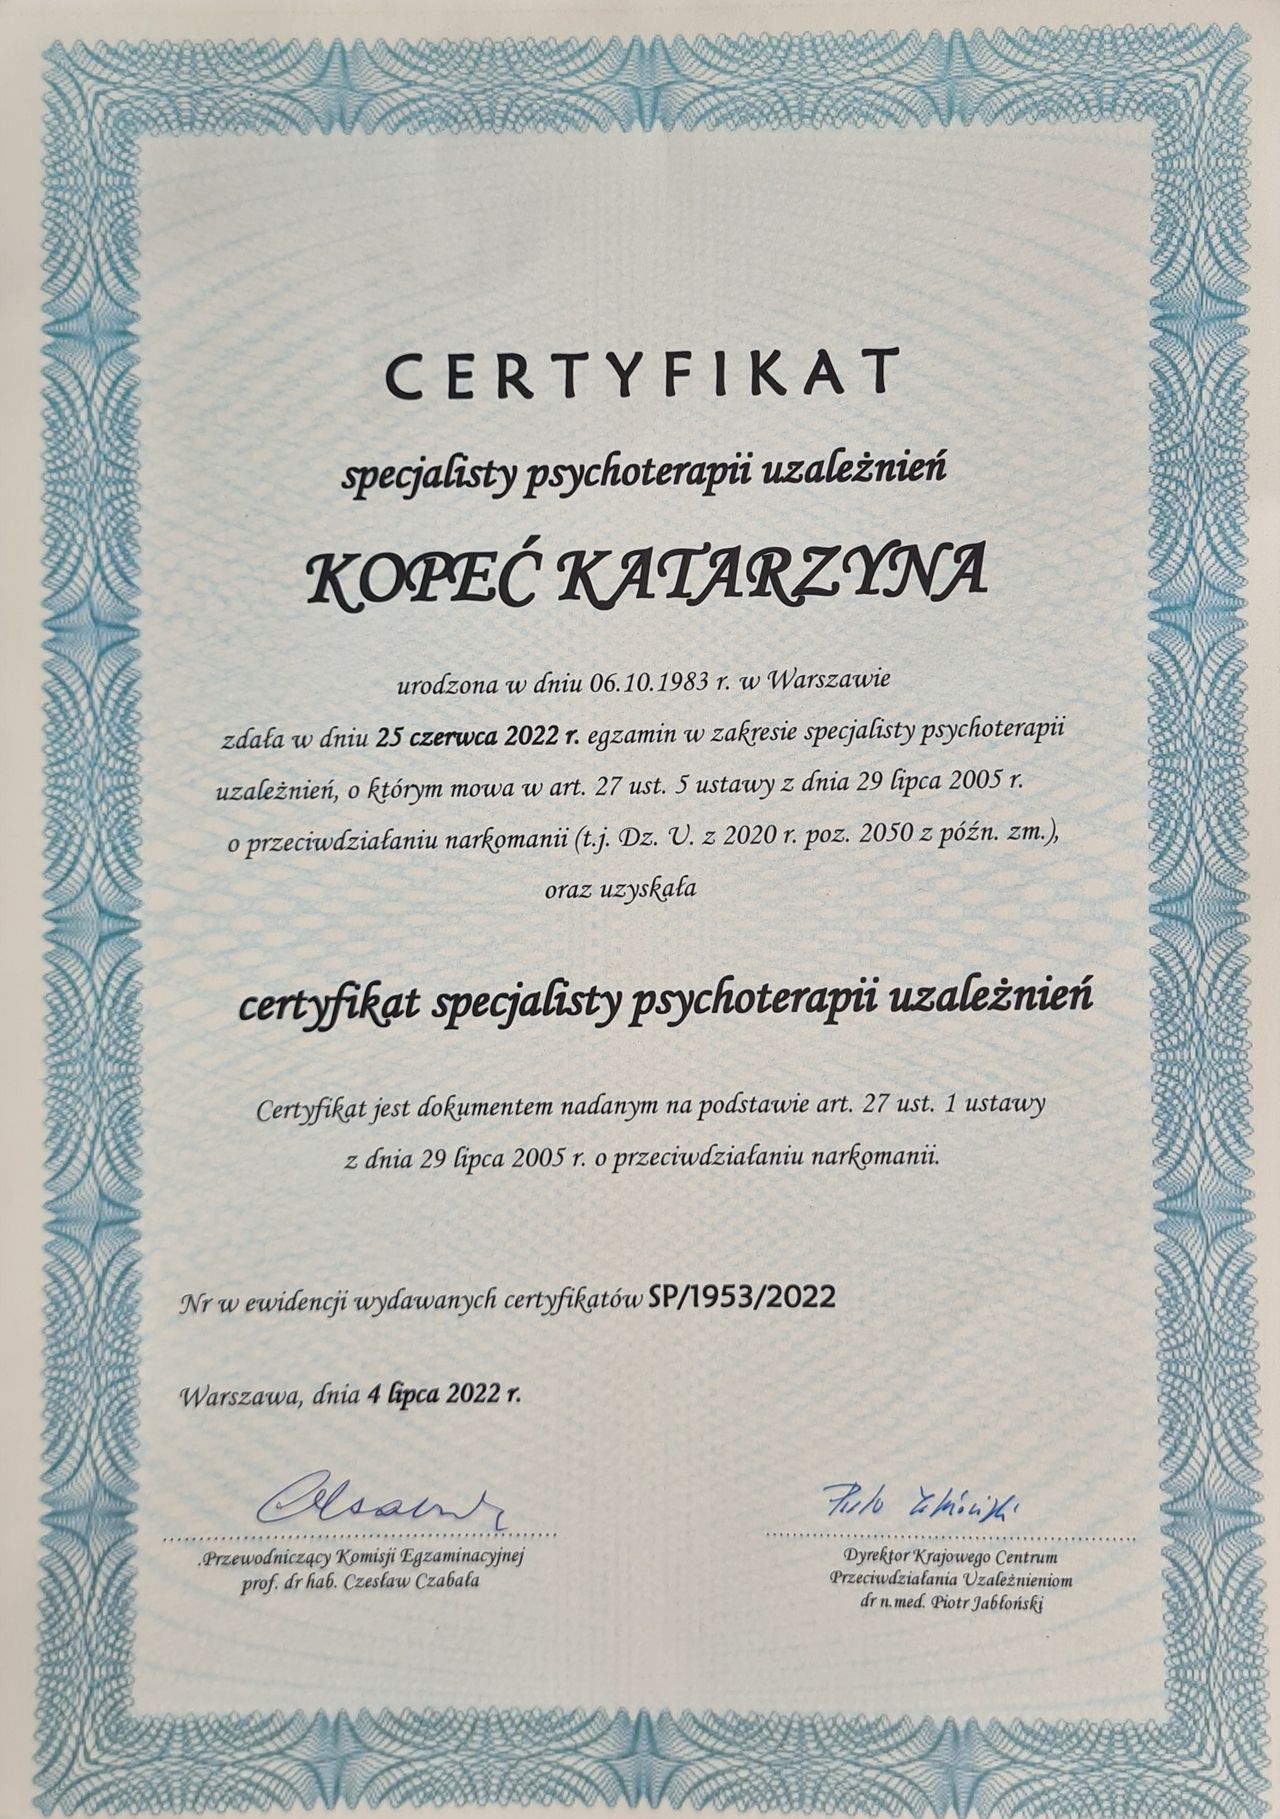 CERTYFIKAT
specjalisty psychoterapii uzależnień
KOPEĆ KATARZYNA
urodzona w dniu 06.10.1983 r. w Warszawie
zdała w dniu 25 czerwca 2022 r. egzamin w zakresie specjalisty psychoterapii
uzależnień, o którym mowa w art. 27 ust. 5 ustawy z dnia 29 lipca 2005 r.
o przeciwdziałaniu narkomanii (t.j. Dz. U. z 2020 r. poz. 2050 z późn. zm.),
oraz uzyskała
certyfikat specjalisty psychoterapii uzależnień
Certyfikat jest dokumentem nadanym na podstawie art. 27 ust. 1 ustawy
z dnia 29 lipca 2005 r. o przeciwdziałaniu narkomanii.
Nr w ewidencji wydawanych certyfikatów SP/1953/2022
Warszawa, dnia 4 lipca 2022 r.
.Przewodniczący Komisji Egzaminacyjnej
prof. dr hab. Czesław Czabała
Dyrektor Krajowego Centrum
Przeciwdziałania Uzależnieniom
dr n.med. Piotr Jabłoński